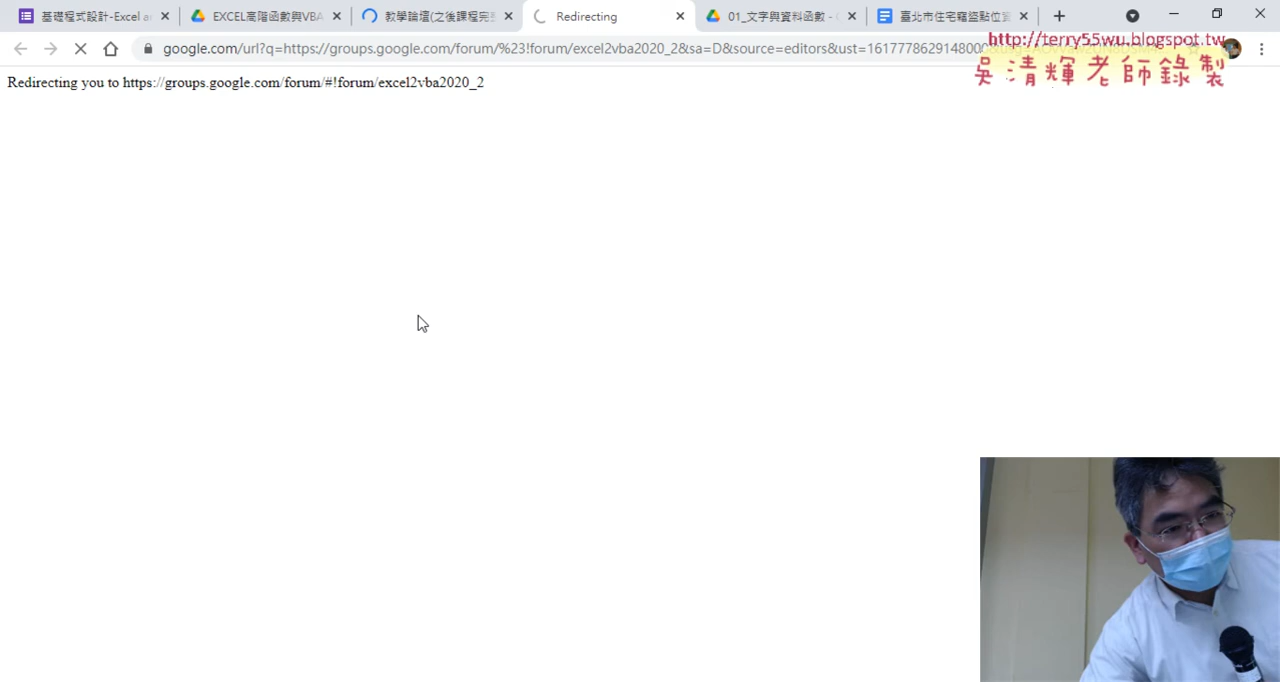 基礎程式設計-Excel a
EXCEL高階函數與VBA
教學論壇(之後課程完整
Redirecting
01_文字與資料函數 -
臺北市住宅竊盜點位資
google.com/url?q=https://groups.google.com/forum/%23!forum/excel2vba2020_2&sa=D&source=editors&ust=1617778629148000
http://terry55wu.blogspot.tw
吳清輝老師錄製
Redirecting you to https://groups.google.com/forum/#!forum/excel2vba2020_2